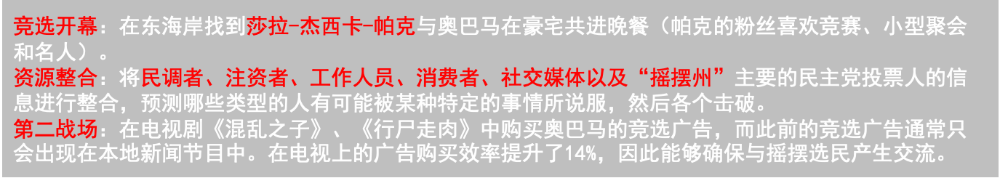 竞选开幕：在东海岸找到莎拉-杰西卡-帕克与奥巴马在豪宅共进晚餐（帕克的粉丝喜欢竞赛、小型聚会
和名人）。
资源整合：将民调者、注资者、工作人员、消费者、社交媒体以及“摇摆州”主要的民主党投票人的信
息进行整合，预测哪些类型的人有可能被某种特定的事情所说服，然后各个击破。
第二战场：在电视剧《混乱之子》、《行尸走肉》中购买奥巴马的竞选广告，而此前的竞选广告通常只
会出现在本地新闻节目中。在电视上的广告购买效率提升了14%，因此能够确保与摇摆选民产生交流。